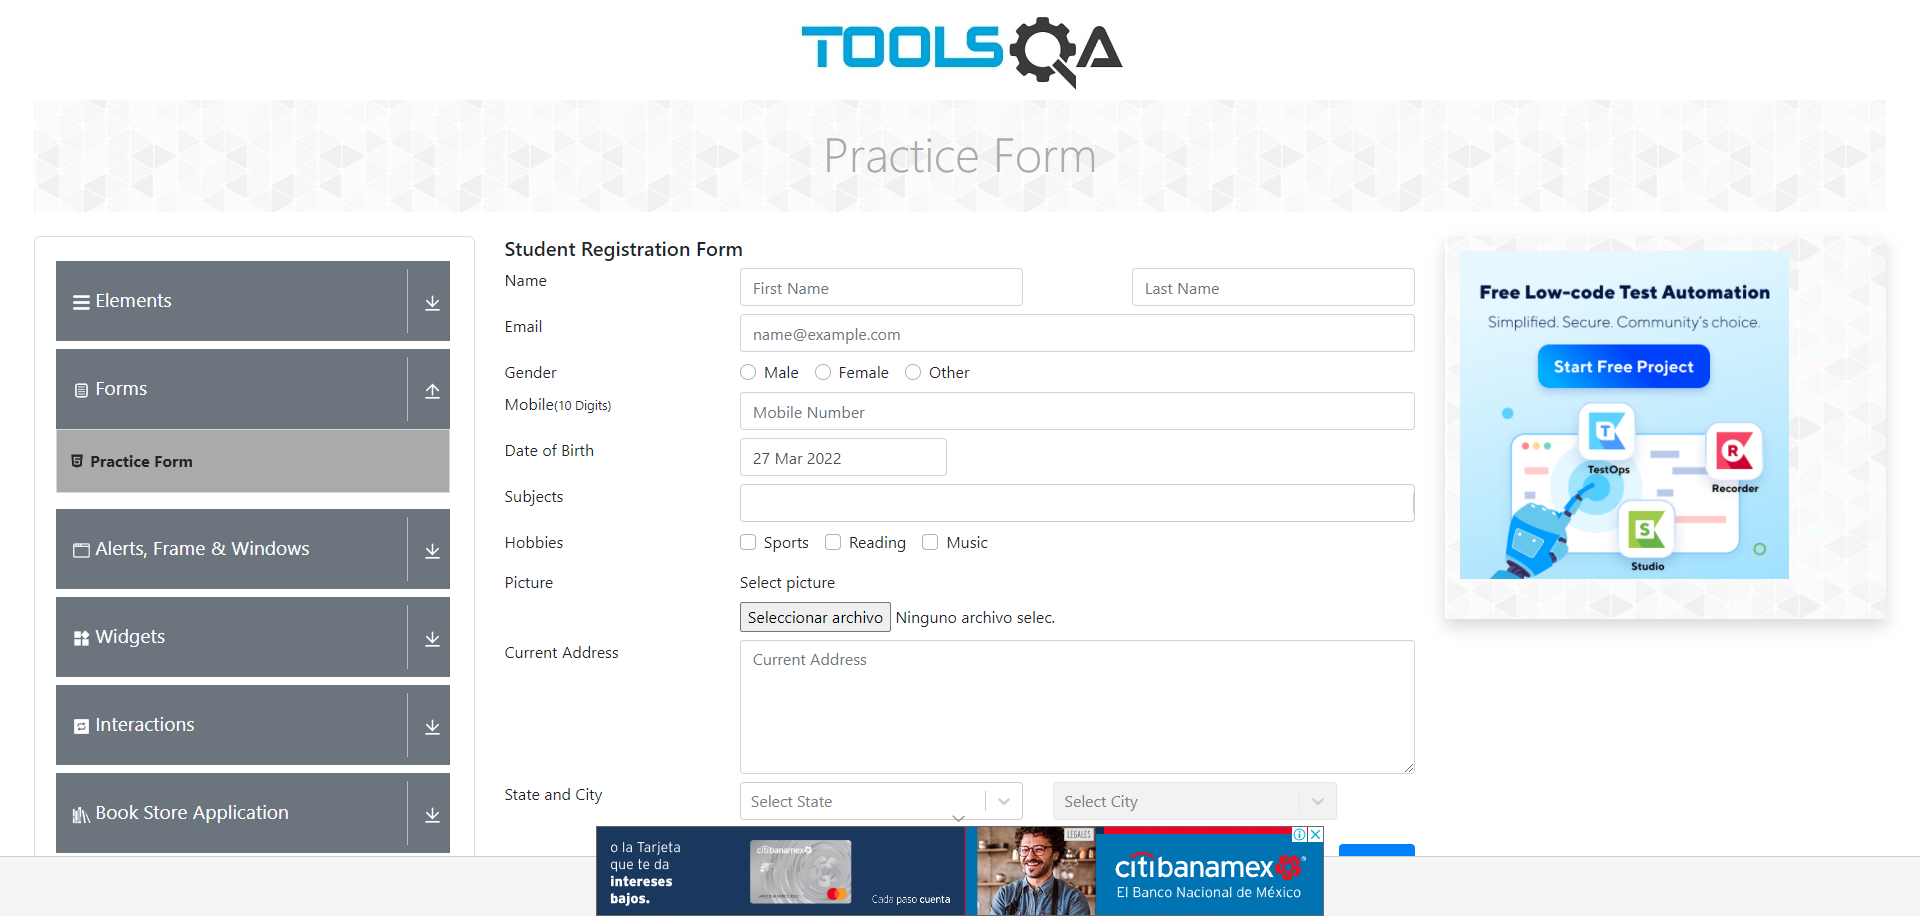 TOOLSQA
Practice Form
Elements
Forms
Practice Form
Alerts, Frame & Windows
Widgets
Interactions
Book Store Application
Student Registration Form
Name
First Name
Last Name
Email
name@example.com
Gender
Male
Female
Other
Mobile(10 Digits)
Mobile Number
Date of Birth
27 Mar 2022
Subjects
Hobbies
Sports
Reading
Music
Picture
Select picture
Seleccionar archivo
Ninguno archivo selec.
Current Address
Current Address
State and City
Select State
Select City
Free Low-code Test Automation
Simplified. Secure. Community's choice.
Start Free Project
T
TestOps
R
Recorder
S
Studio
o la Tarjeta
que te da
intereses
bajos.
citibanamex
Cada paso cuenta
LEGALES
citibanamex
El Banco Nacional de México